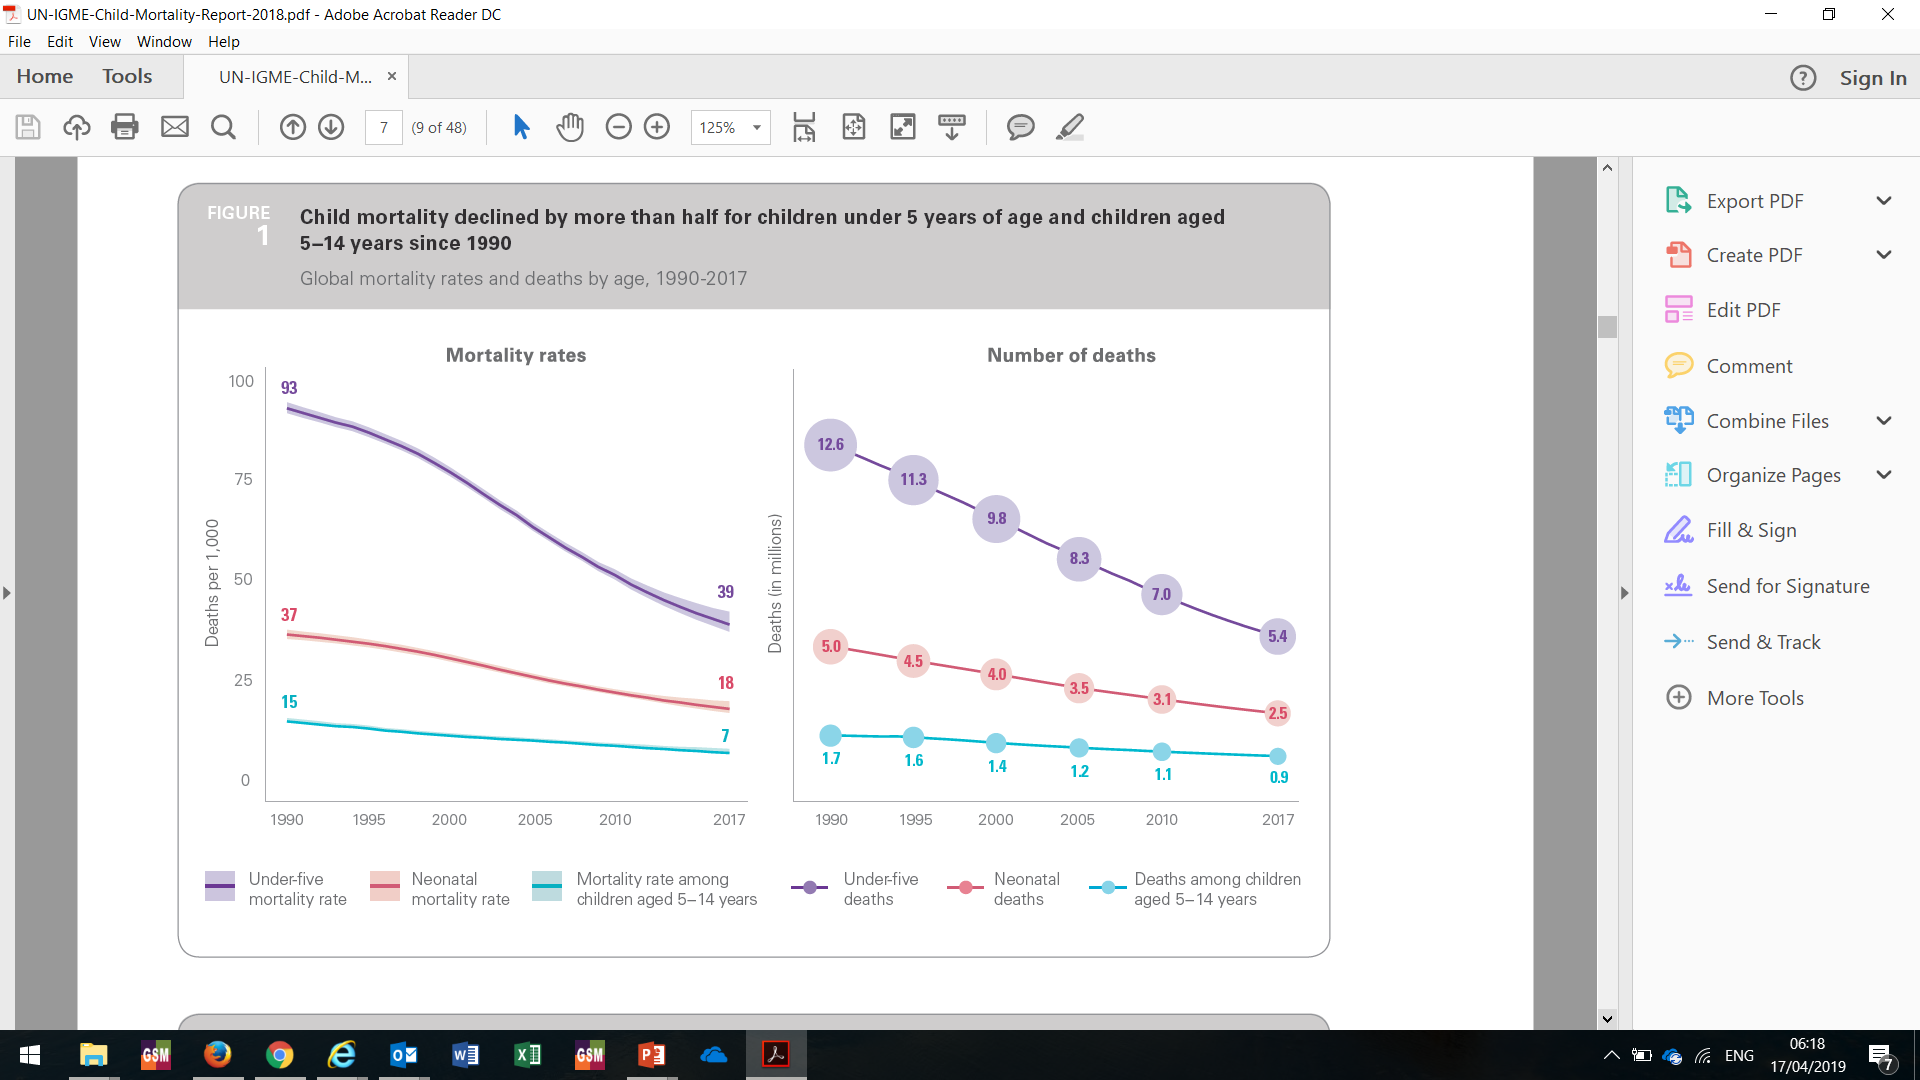 UN-IGME-Child-Mortality-Report-2018.pdf - Adobe Acrobat Reader DC
File Edit View Window Help
Home Tools UN-IGME-Child-M... × ? Sign In
7 (9 of 48) 125%
FIGURE
1
Child mortality declined by more than half for children under 5 years of age and children aged
5–14 years since 1990
Global mortality rates and deaths by age, 1990-2017
Mortality rates
Deaths per 1,000
100
75
50
25
0
93
39
37
18
15
7
1990 1995 2000 2005 2010 2017
Under-five
mortality rate
Neonatal
mortality rate
Mortality rate among
children aged 5–14 years
Number of deaths
Deaths (in millions)
12.6
11.3
9.8
8.3
7.0
5.4
5.0
4.5
4.0
3.5
3.1
2.5
1.7
1.6
1.4
1.2
1.1
0.9
1990 1995 2000 2005 2010 2017
Under-five
deaths
Neonatal
deaths
Deaths among children
aged 5–14 years
Export PDF
Create PDF
Edit PDF
Comment
Combine Files
Organize Pages
Fill & Sign
Send for Signature
Send & Track
More Tools
GSM GSM
ENG
06:18
17/04/2019
7